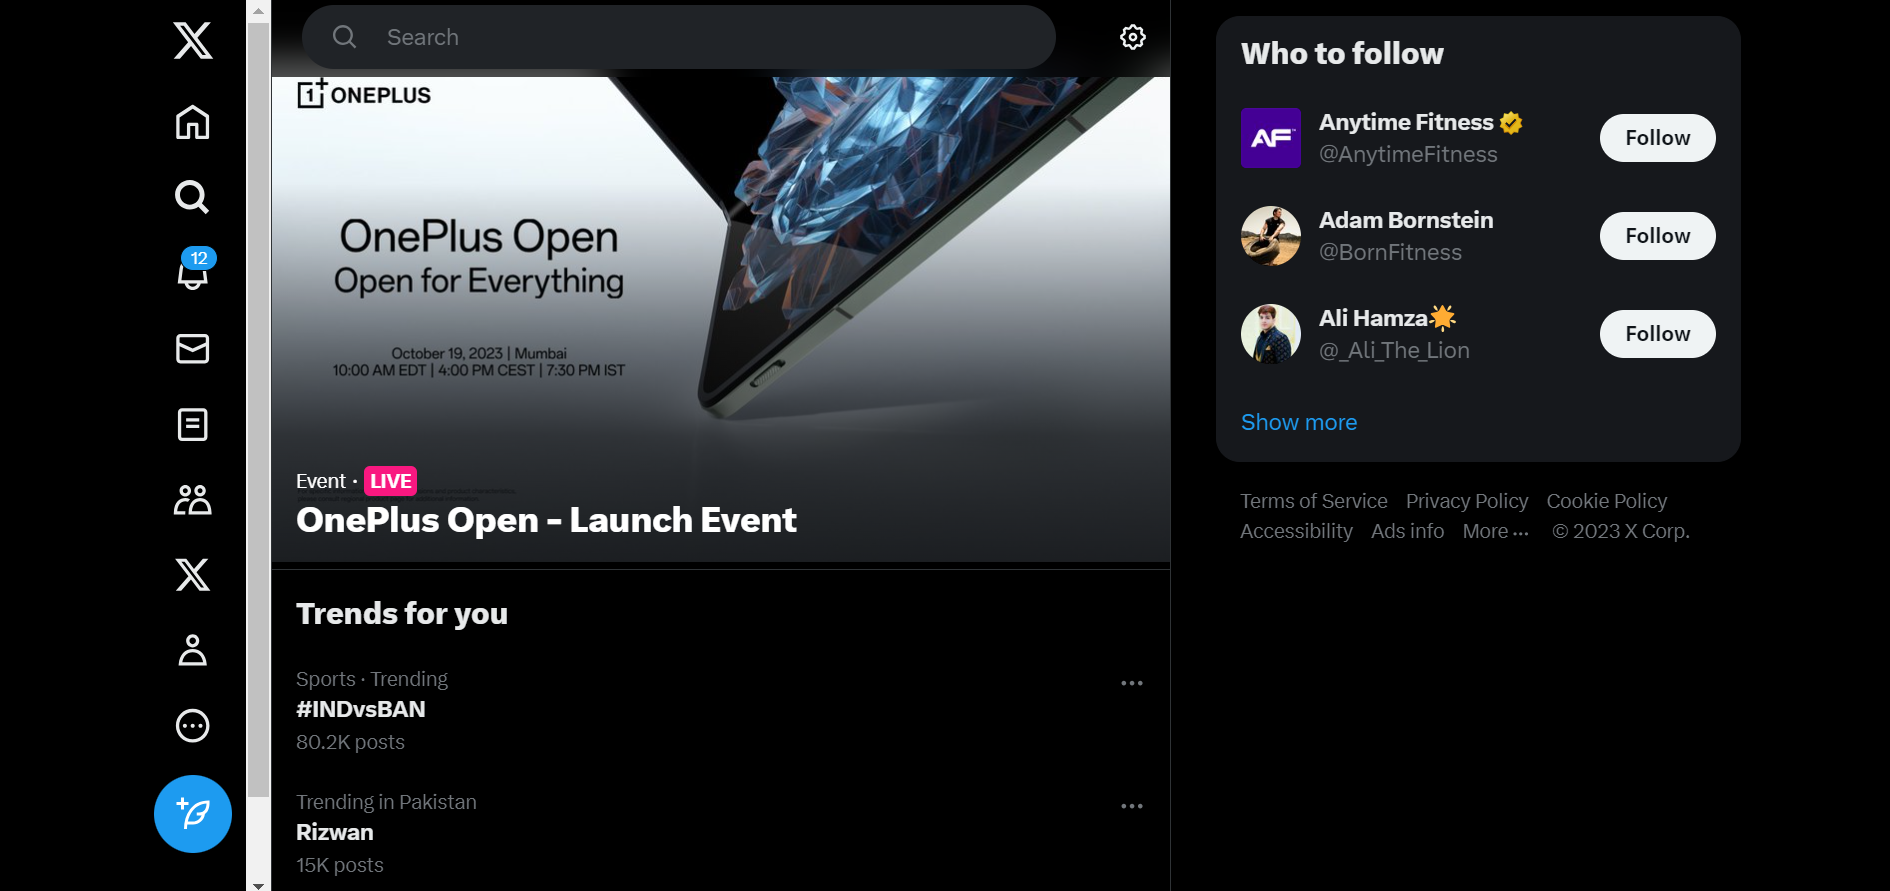 12
Search
1+ ONEPLUS
OnePlus Open
Open for Everything
October 19, 2023 | Mumbai
10:00 AM EDT | 4:00 PM CEST | 7:30 PM IST
Event · LIVE
OnePlus Open – Launch Event
Trends for you
Sports · Trending
#INDvsBAN
80.2K posts
Trending in Pakistan
Rizwan
15K posts
Who to follow
AF
Anytime Fitness
@AnytimeFitness
Follow
Adam Bornstein
@BornFitness
Follow
Ali Hamza🌟
@_Ali_The_Lion
Follow
Show more
Terms of Service Privacy Policy Cookie Policy
Accessibility Ads info More ··· © 2023 X Corp.